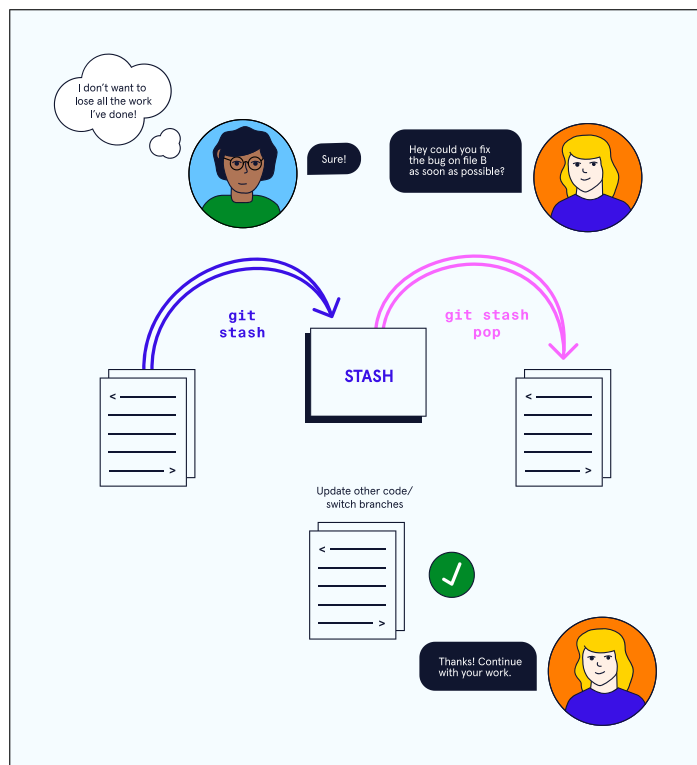 I don't want to
lose all the work
I've done!
Sure!
Hey could you fix
the bug on file B
as soon as possible?
git
stash
git stash
pop
STASH
<
>
<
>
Update other code/
switch branches
<
>
Thanks! Continue
with your work.